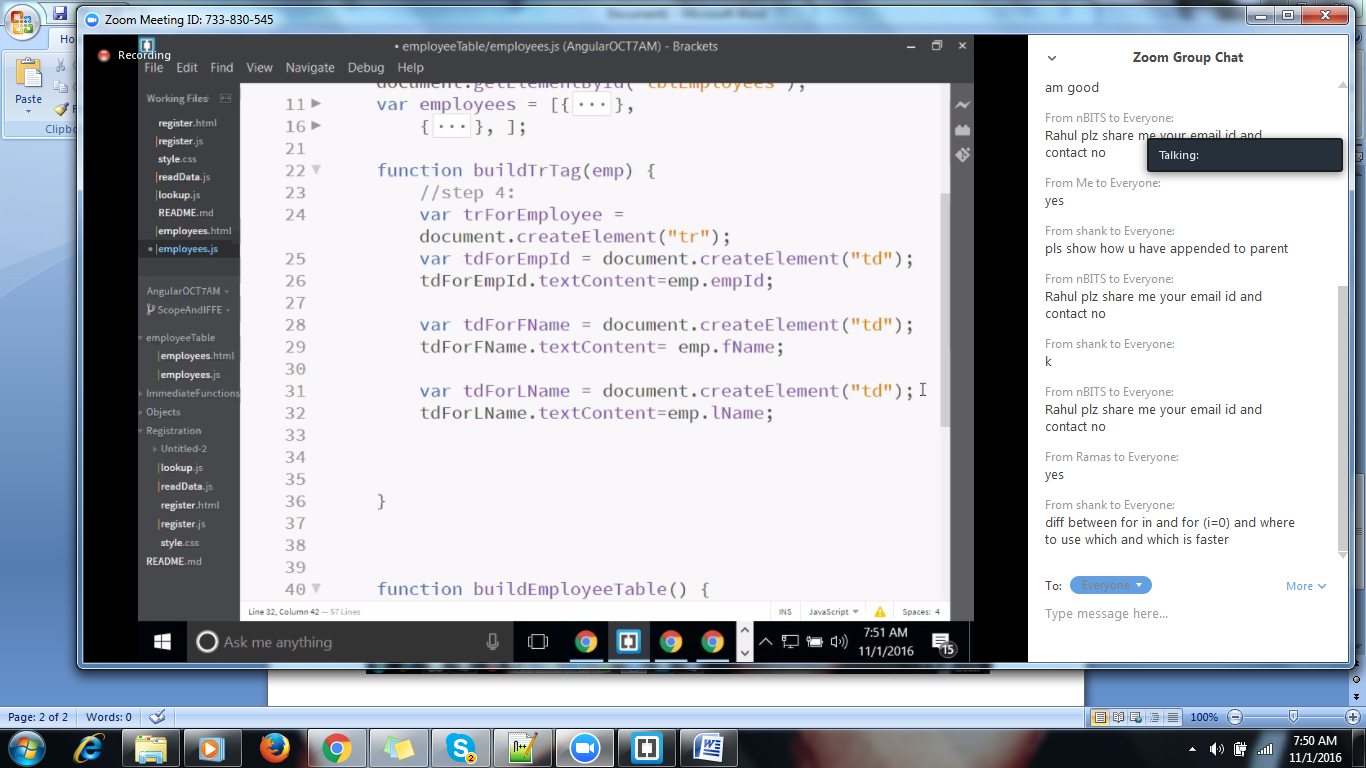 Zoom Meeting ID: 733-830-545
Ho
Paste
Clipbo
Recording
• employeeTable/employees.js (AngularOCT7AM) - Brackets
File Edit Find View Navigate Debug Help
Working Files
register.html
register.js
style.css
readData.js
lookup.js
README.md
employees.html
employees.js
AngularOCT7AM
ScopeAndIFFE
employeeTable
employees.html
employees.js
ImmediateFunctions
Objects
Registration
Untitled-2
lookup.js
readData.js
register.html
register.js
style.css
README.md
document.getElementById("tblEmployees");
11 var employees = [{ ... },
16 { ... }, ];
21
22 function buildTrTag(emp) {
23 //step 4:
24 var trForEmployee =
document.createElement("tr");
25 var tdForEmpId = document.createElement("td");
26 tdForEmpId.textContent=emp.empId;
27
28 var tdForFName = document.createElement("td");
29 tdForFName.textContent= emp.fName;
30
31 var tdForLName = document.createElement("td");
32 tdForLName.textContent=emp.lName;
33
34
35
36 }
37
38
39
40 function buildEmployeeTable() {
Line 32, Column 42 — 57 Lines
INS JavaScript Spaces: 4
Ask me anything
7:51 AM
11/1/2016
15
Zoom Group Chat
am good
From nBITS to Everyone:
Rahul plz share me your email id and
contact no
Talking:
From Me to Everyone:
yes
From shank to Everyone:
pls show how u have appended to parent
From nBITS to Everyone:
Rahul plz share me your email id and
contact no
From shank to Everyone:
k
From nBITS to Everyone:
Rahul plz share me your email id and
contact no
From Ramas to Everyone:
yes
From shank to Everyone:
diff between for in and for (i=0) and where
to use which and which is faster
To: Everyone More
Type message here...
Page: 2 of 2 Words: 0
100%
2
7:50 AM
11/1/2016